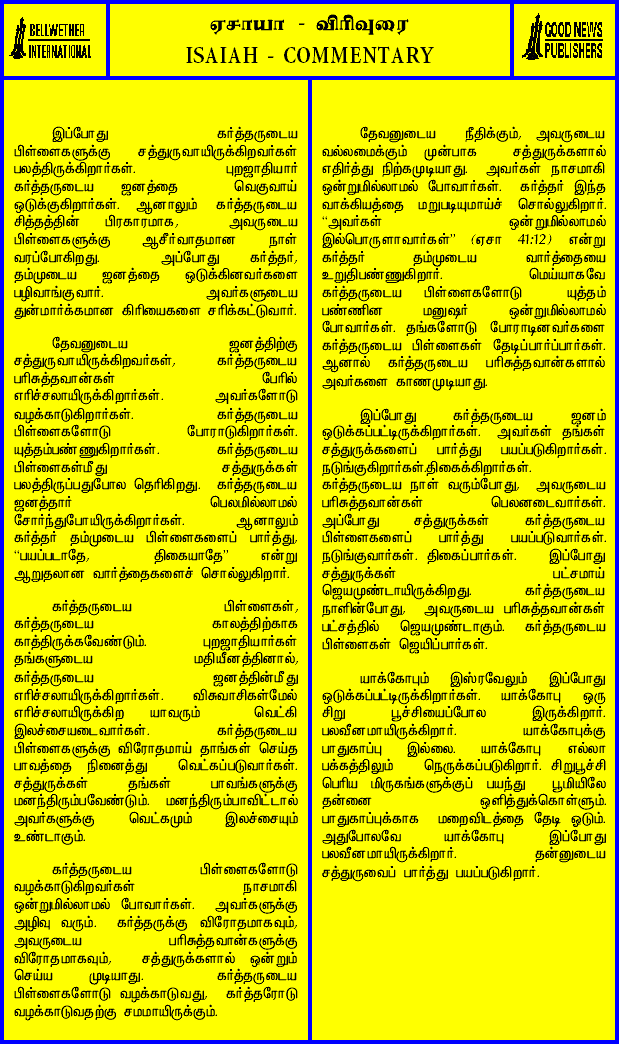 BELLWETHER
INTERNATIONAL
ஏசாயா - விரிவுரை
ISAIAH - COMMENTARY
GOOD NEWS
PUBLISHERS
இப்போது கர்த்தருடைய
பிள்ளைகளுக்கு சத்துருவாயிருக்கிறவர்கள்
பலத்திருக்கிறார்கள். புறஜாதியார்
கர்த்தருடைய ஜனத்தை வெகுவாய்
ஒடுக்குகிறார்கள். ஆனாலும் கர்த்தருடைய
சித்தத்தின் பிரகாரமாக, அவருடைய
பிள்ளைகளுக்கு ஆசீர்வாதமான நாள்
வரப்போகிறது. அப்போது கர்த்தர்,
தம்முடைய ஜனத்தை ஒடுக்கினவர்களை
பழிவாங்குவார். அவர்களுடைய
துன்மார்க்கமான கிரியைகளை சரிக்கட்டுவார்.
தேவனுடைய ஜனத்திற்கு
சத்துருவாயிருக்கிறவர்கள், கர்த்தருடைய
பரிசுத்தவான்கள் பேரில்
எரிச்சலாயிருக்கிறார்கள். அவர்களோடு
வழக்காடுகிறார்கள். கர்த்தருடைய
பிள்ளைகளோடு போராடுகிறார்கள்.
யுத்தம்பண்ணுகிறார்கள். கர்த்தருடைய
பிள்ளைகள்மீது சத்துருக்கள்
பலத்திருப்பதுபோல தெரிகிறது. கர்த்தருடைய
ஜனத்தார் பெலமில்லாமல்
சோர்ந்துபோயிருக்கிறார்கள். ஆனாலும்
கர்த்தர் தம்முடைய பிள்ளைகளைப் பார்த்து,
“பயப்படாதே, திகையாதே” என்று
ஆறுதலான வார்த்தைகளைச் சொல்லுகிறார்.
கர்த்தருடைய பிள்ளைகள்,
கர்த்தருடைய காலத்திற்காக
காத்திருக்கவேண்டும். புறஜாதியார்கள்
தங்களுடைய மதியீனத்தினால்,
கர்த்தருடைய ஜனத்தின்மீது
எரிச்சலாயிருக்கிறார்கள். விசுவாசிகள்மேல்
எரிச்சலாயிருக்கிற யாவரும் வெட்கி
இலச்சையடைவார்கள். கர்த்தருடைய
பிள்ளைகளுக்கு விரோதமாய் தாங்கள் செய்த
பாவத்தை நினைத்து வெட்கப்படுவார்கள்.
சத்துருக்கள் தங்கள் பாவங்களுக்கு
மனந்திரும்பவேண்டும். மனந்திரும்பாவிட்டால்
அவர்களுக்கு வெட்கமும் இலச்சையும்
உண்டாகும்.
கர்த்தருடைய பிள்ளைகளோடு
வழக்காடுகிறவர்கள் நாசமாகி
ஒன்றுமில்லாமல் போவார்கள். அவர்களுக்கு
அழிவு வரும். கர்த்தருக்கு விரோதமாகவும்,
அவருடைய பரிசுத்தவான்களுக்கு
விரோதமாகவும், சத்துருக்களால் ஒன்றும்
செய்ய முடியாது. கர்த்தருடைய
பிள்ளைகளோடு வழக்காடுவது, கர்த்தரோடு
வழக்காடுவதற்கு சமமாயிருக்கும்.
தேவனுடைய நீதிக்கும், அவருடைய
வல்லமைக்கும் முன்பாக சத்துருக்களால்
எதிர்த்து நிற்கமுடியாது. அவர்கள் நாசமாகி
ஒன்றுமில்லாமல் போவார்கள். கர்த்தர் இந்த
வாக்கியத்தை மறுபடியுமாய்ச் சொல்லுகிறார்.
“அவர்கள் ஒன்றுமில்லாமல்
இல்பொருளாவார்கள்” (ஏசா 41:12) என்று
கர்த்தர் தம்முடைய வார்த்தையை
உறுதிபண்ணுகிறார். மெய்யாகவே
கர்த்தருடைய பிள்ளைகளோடு யுத்தம்
பண்ணின மனுஷர் ஒன்றுமில்லாமல்
போவார்கள். தங்களோடு போராடினவர்களை
கர்த்தருடைய பிள்ளைகள் தேடிப்பார்ப்பார்கள்.
ஆனால் கர்த்தருடைய பரிசுத்தவான்களால்
அவர்களை காணமுடியாது.
இப்போது கர்த்தருடைய ஜனம்
ஒடுக்கப்பட்டிருக்கிறார்கள். அவர்கள் தங்கள்
சத்துருக்களைப் பார்த்து பயப்படுகிறார்கள்.
நடுங்குகிறார்கள்.திகைக்கிறார்கள்.
கர்த்தருடைய நாள் வரும்போது, அவருடைய
பரிசுத்தவான்கள் பெலனடைவார்கள்.
அப்போது சத்துருக்கள் கர்த்தருடைய
பிள்ளைகளைப் பார்த்து பயப்படுவார்கள்.
நடுங்குவார்கள். திகைப்பார்கள். இப்போது
சத்துருக்கள் பட்சமாய்
ஜெயமுண்டாயிருக்கிறது. கர்த்தருடைய
நாளின்போது, அவருடைய பரிசுத்தவான்கள்
பட்சத்தில் ஜெயமுண்டாகும். கர்த்தருடைய
பிள்ளைகள் ஜெயிப்பார்கள்.
யாக்கோபும் இஸ்ரவேலும் இப்போது
ஒடுக்கப்பட்டிருக்கிறார்கள். யாக்கோபு ஒரு
சிறு பூச்சியைப்போல இருக்கிறார்.
பலவீனமாயிருக்கிறார். யாக்கோபுக்கு
பாதுகாப்பு இல்லை. யாக்கோபு எல்லா
பக்கத்திலும் நெருக்கப்படுகிறார். சிறுபூச்சி
பெரிய மிருகங்களுக்குப் பயந்து பூமியிலே
தன்னை ஒளித்துக்கொள்ளும்.
பாதுகாப்புக்காக மறைவிடத்தை தேடி ஓடும்.
அதுபோலவே யாக்கோபு இப்போது
பலவீனமாயிருக்கிறார். தன்னுடைய
சத்துருவைப் பார்த்து பயப்படுகிறார்.